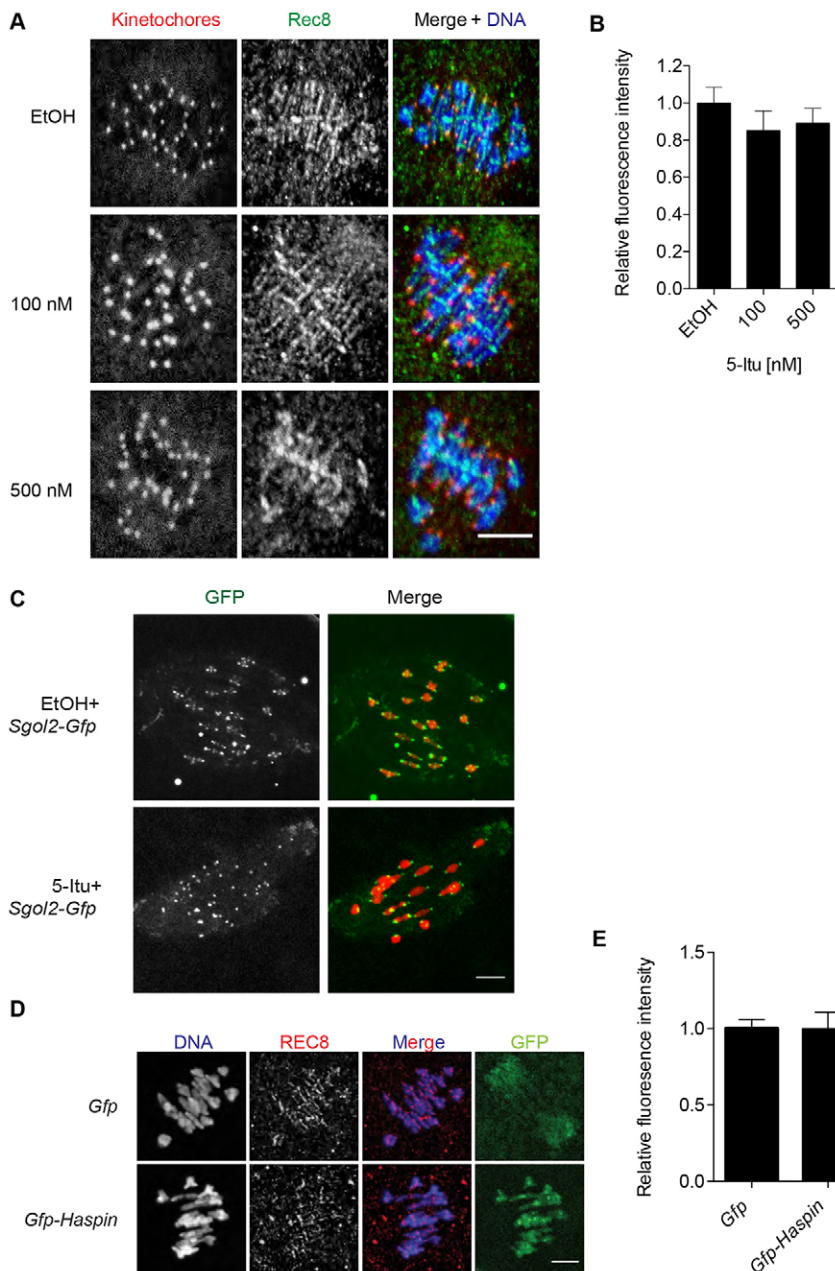 A
Kinetochores
Rec8
Merge + DNA
EtOH
100 nM
500 nM
B
Relative fluorescence intensity
1.2
1.0
0.8
0.6
0.4
0.2
0.0
EtOH
100
500
5-Itu [nM]
C
GFP
Merge
EtOH+
Sgol2-Gfp
5-Itu+
Sgol2-Gfp
D
DNA
REC8
Merge
GFP
Gfp
Gfp-Haspin
E
Relative fluoresence intensity
1.5
1.0
0.5
0.0
Gfp
Gfp-Haspin